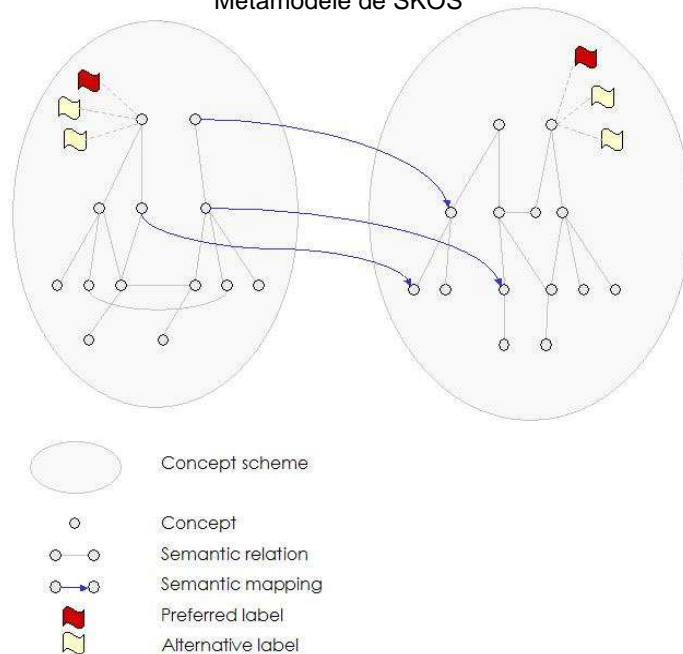 Métamodèle de SKOS
Concept scheme
Concept
Semantic relation
Semantic mapping
Preferred label
Alternative label